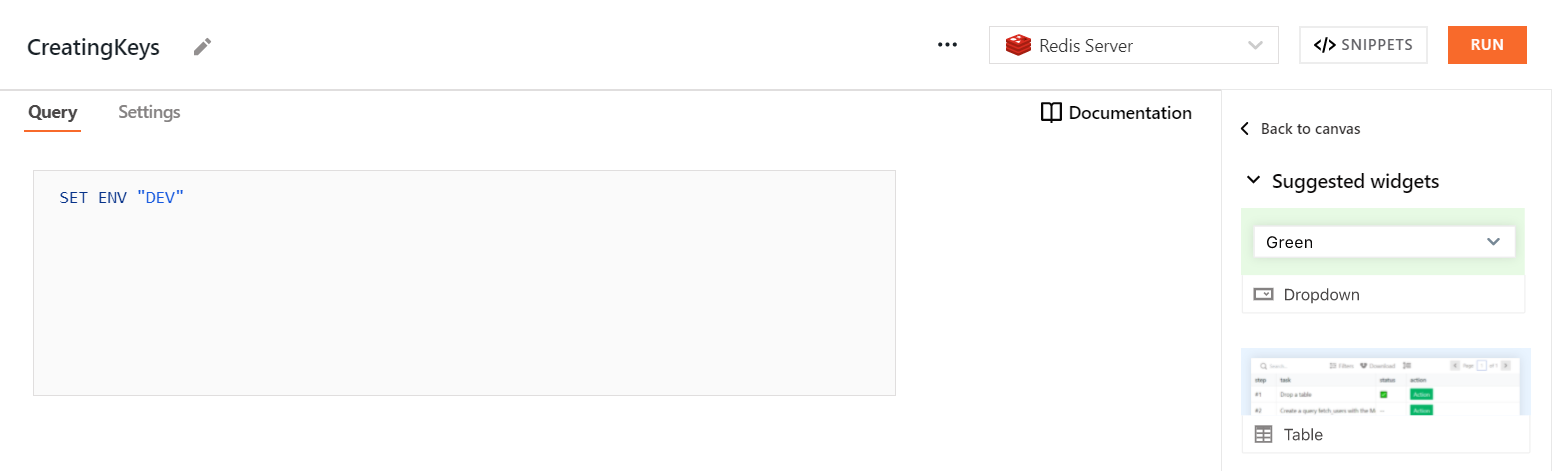 CreatingKeys
Redis Server
</> SNIPPETS
RUN
Query Settings
Documentation
SET ENV "DEV"
Back to canvas
Suggested widgets
Green
Dropdown
Search...
Filters Download
Page 1 of 1
step task status action
#1 Drop a table Action
#2 Create a query fetch_users with the M -- Action
Table